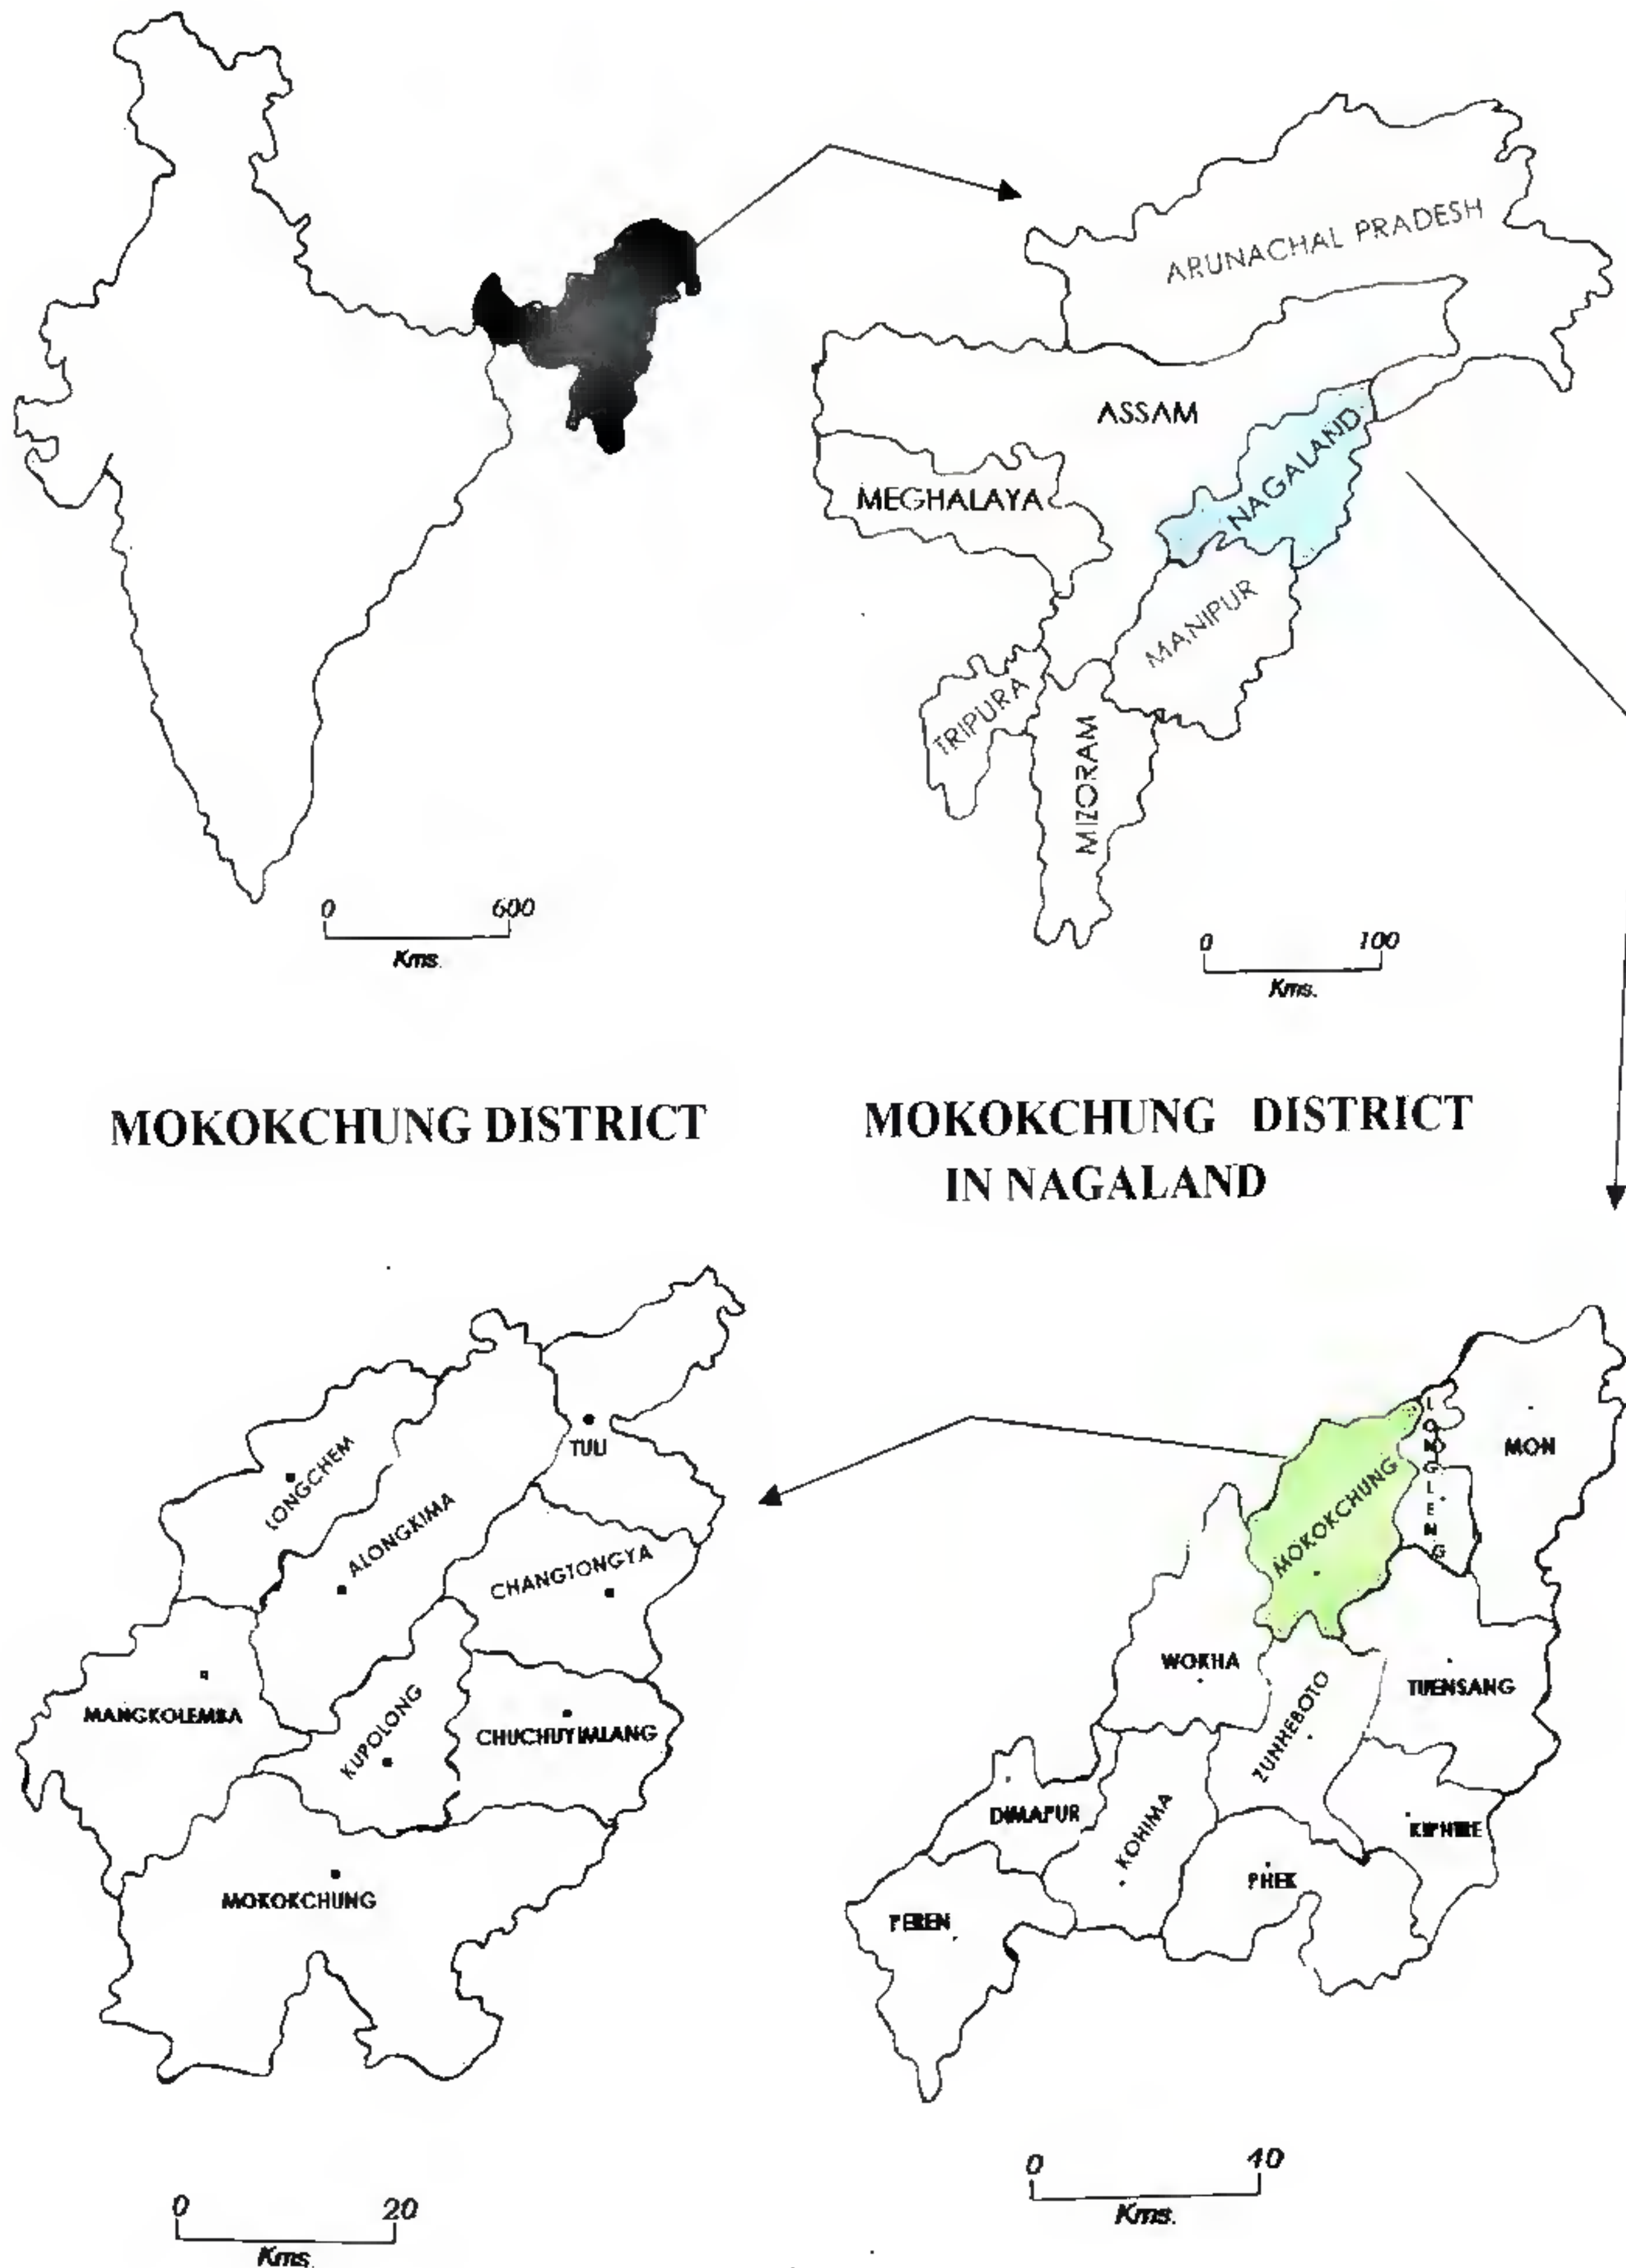 ARUNACHAL PRADESH
ASSAM
NAGALAND
MEGHALAYA
MANIPUR
TRIPURA
MIZORAM
0 600
Kms.
0 100
Kms.
MOKOKCHUNG DISTRICT
MOKOKCHUNG DISTRICT
IN NAGALAND
TULI
LONGCHEM
ALONGKIMA
CHANGTONGYA
MANGKOLEMBA
KUPOLONG
CHUCHUYIMLANG
MOKOKCHUNG
0 20
Kms.
LONGLENG
MON
MOKOKCHUNG
WOKHA
TUENSANG
ZUNHEBOTO
DIMAPUR
KOHIMA
KIPHIRE
PHEK
PEREN
0 40
Kms.